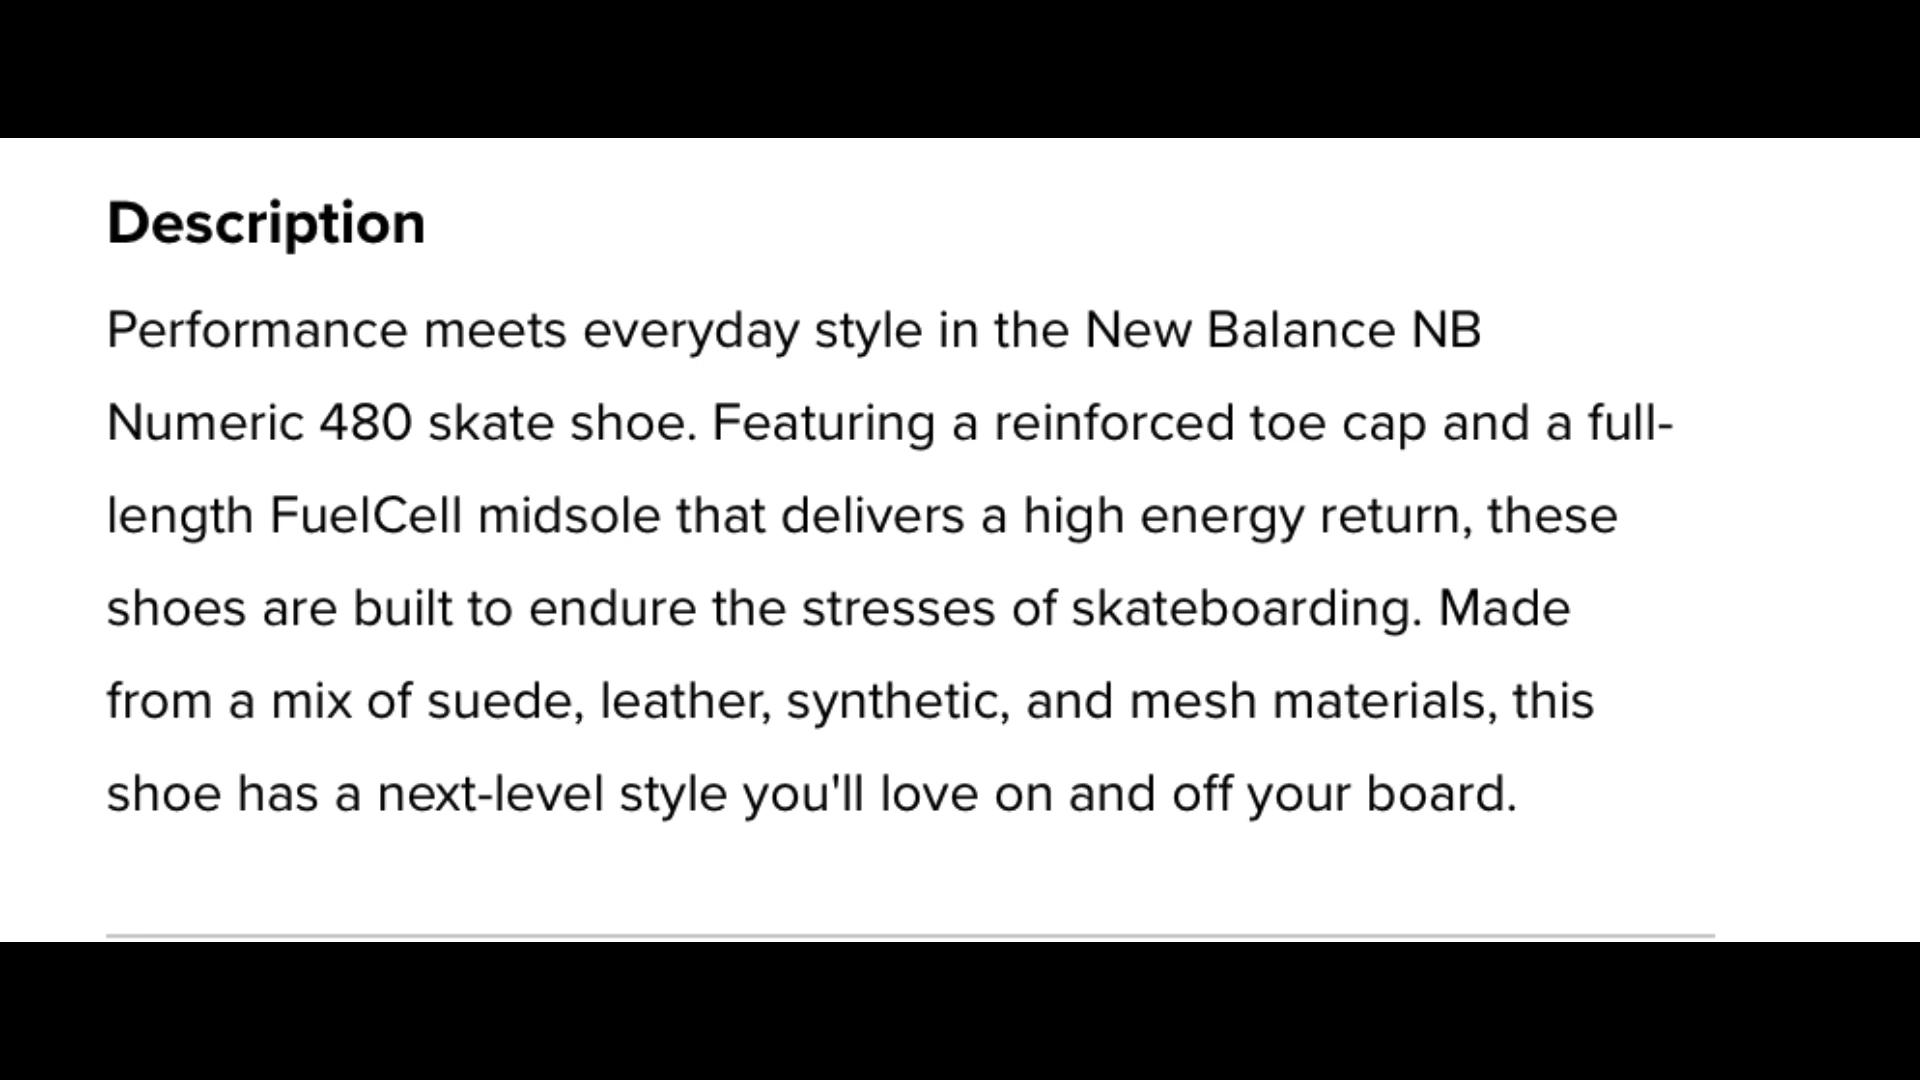 Description
Performance meets everyday style in the New Balance NB
Numeric 480 skate shoe. Featuring a reinforced toe cap and a full-
length FuelCell midsole that delivers a high energy return, these
shoes are built to endure the stresses of skateboarding. Made
from a mix of suede, leather, synthetic, and mesh materials, this
shoe has a next-level style you'll love on and off your board.